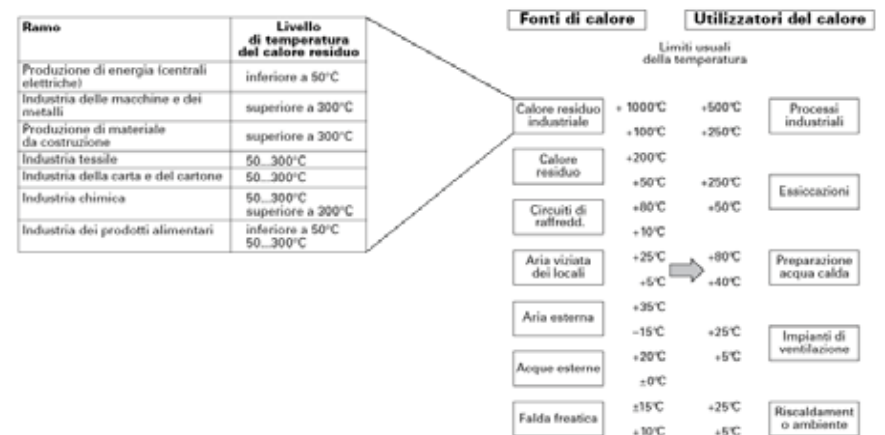 Ramo
Livello
di temperatura
del calore residuo
Produzione di energia (centrali
elettriche)
inferiore a 50°C
Industria delle macchine e dei
metalli
superiore a 300°C
Produzione di materiale
da costruzione
superiore a 300°C
Industria tessile
50...300°C
Industria della carta e del cartone
50...300°C
Industria chimica
50...300°C
superiore a 300°C
Industria dei prodotti alimentari
inferiore a 50°C
50...300°C
Fonti di calore
Utilizzatori del calore
Limiti usuali
della temperatura
Calore residuo
industriale
+ 1000°C
+100°C
Calore
residuo
+200°C
+50°C
Circuiti di
raffredd.
+80°C
+10°C
Aria viziata
dei locali
+25°C
+5°C
Aria esterna
+35°C
-15°C
Acque esterne
+20°C
±0°C
Falda freatica
±15°C
+10°C
+500°C
+250°C
Processi
industriali
+250°C
+50°C
Essiccazioni
+80°C
+40°C
Preparazione
acqua calda
+25°C
+5°C
Impianti di
ventilazione
+25°C
+5°C
Riscaldament
o ambiente